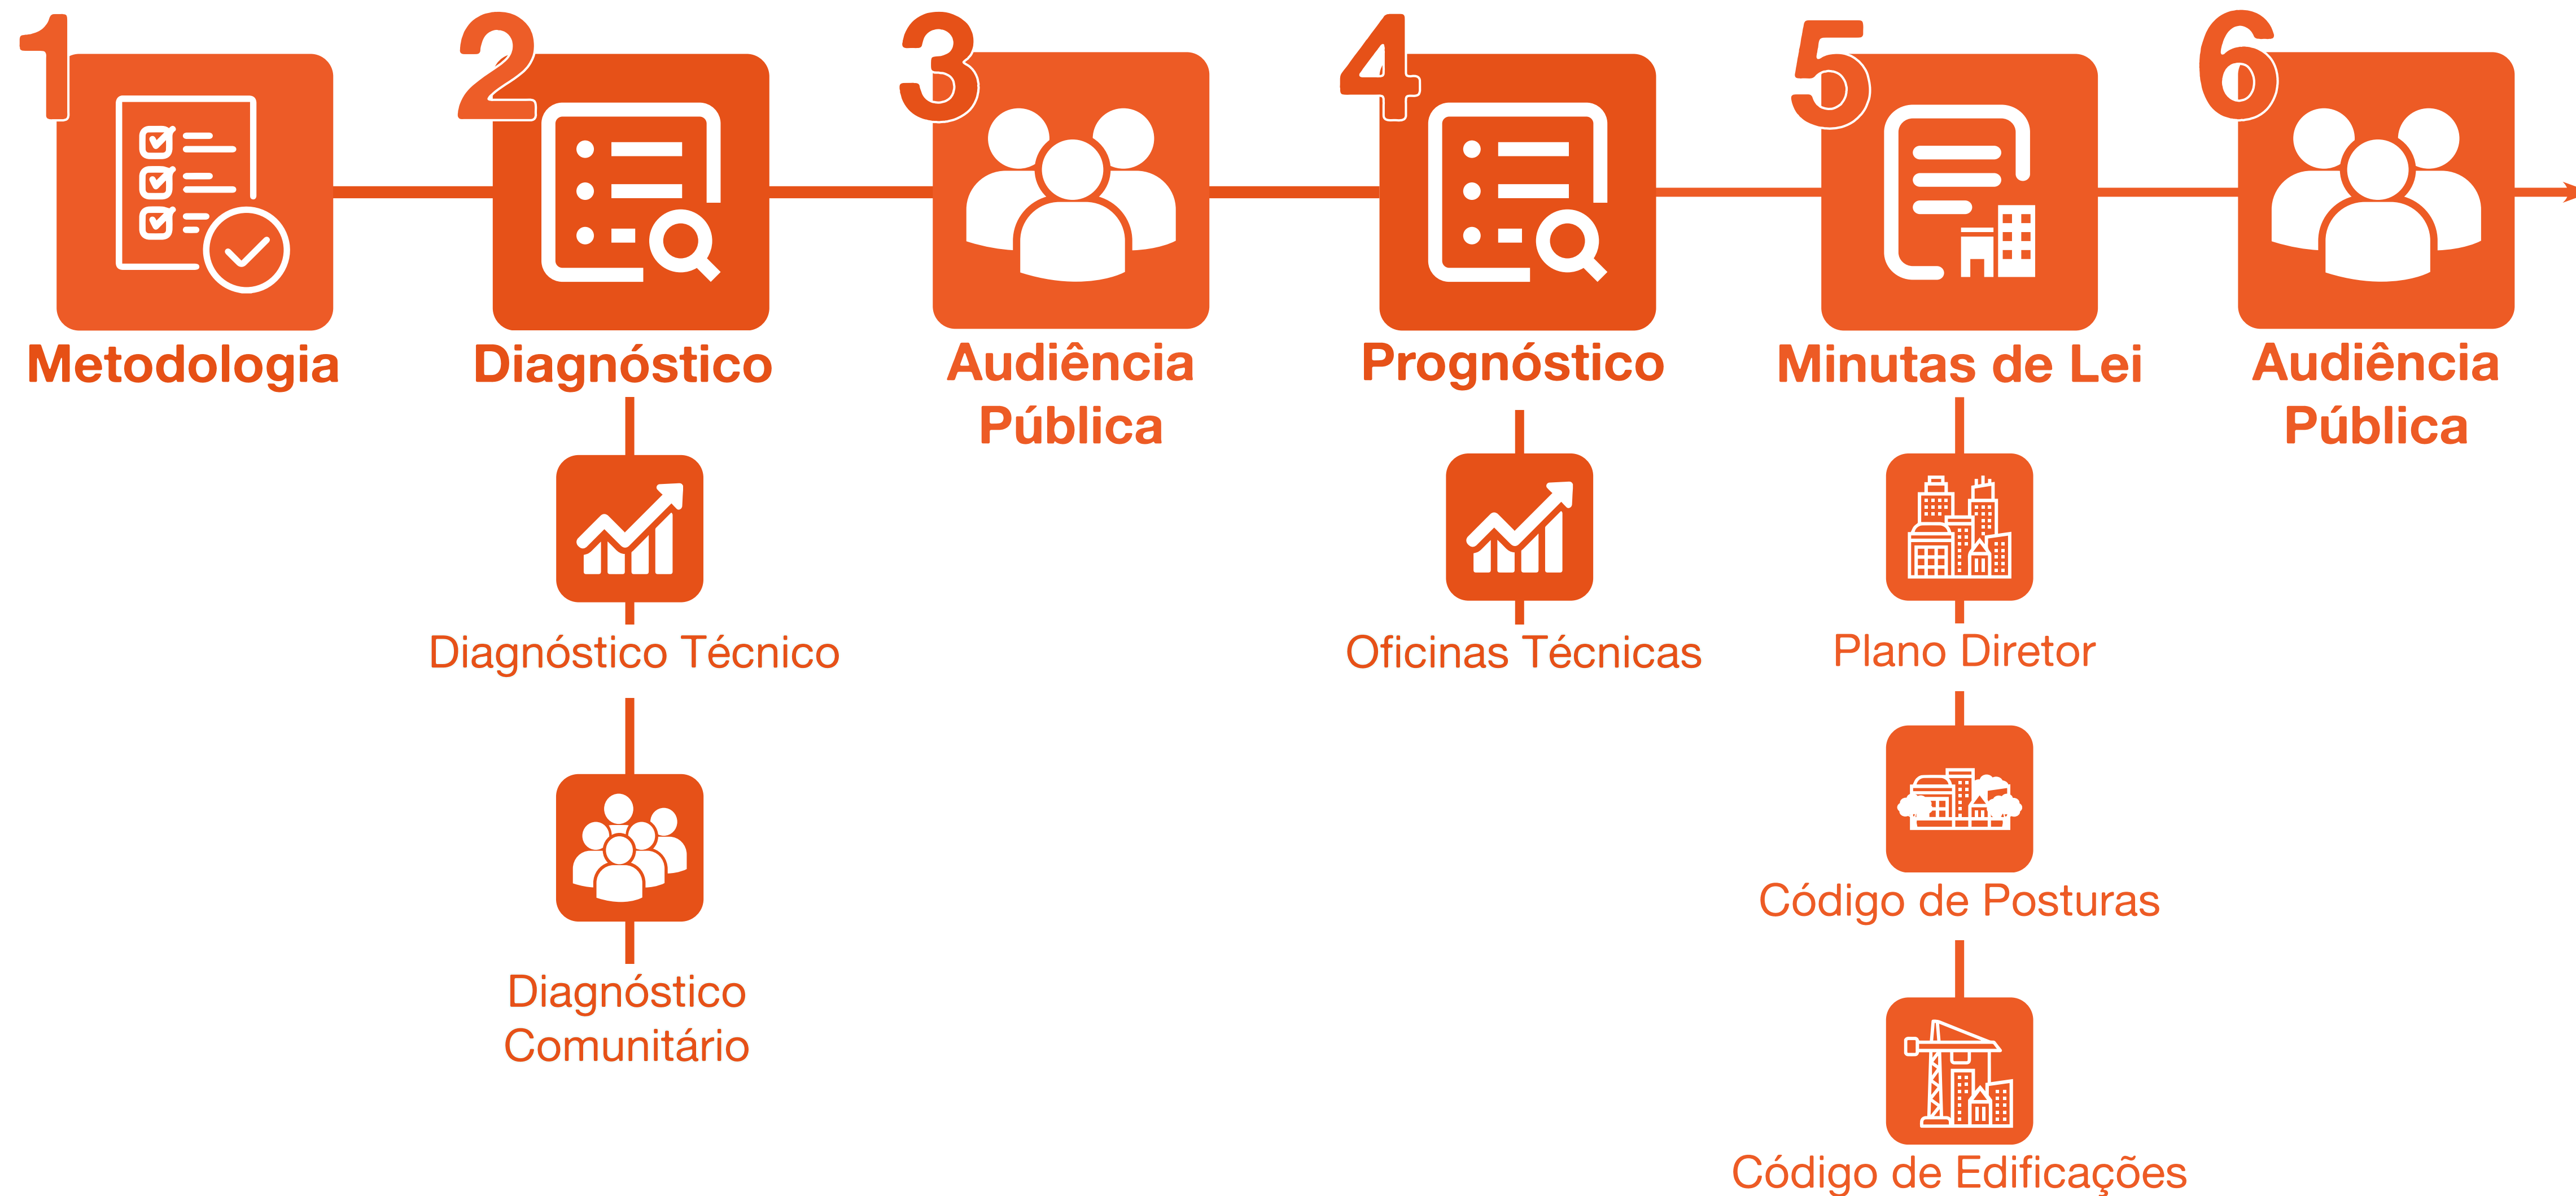 1
Metodologia
2
Diagnóstico
Diagnóstico Técnico
Diagnóstico
Comunitário
3
Audiência
Pública
4
Prognóstico
Oficinas Técnicas
5
Minutas de Lei
Plano Diretor
Código de Posturas
Código de Edificações
6
Audiência
Pública